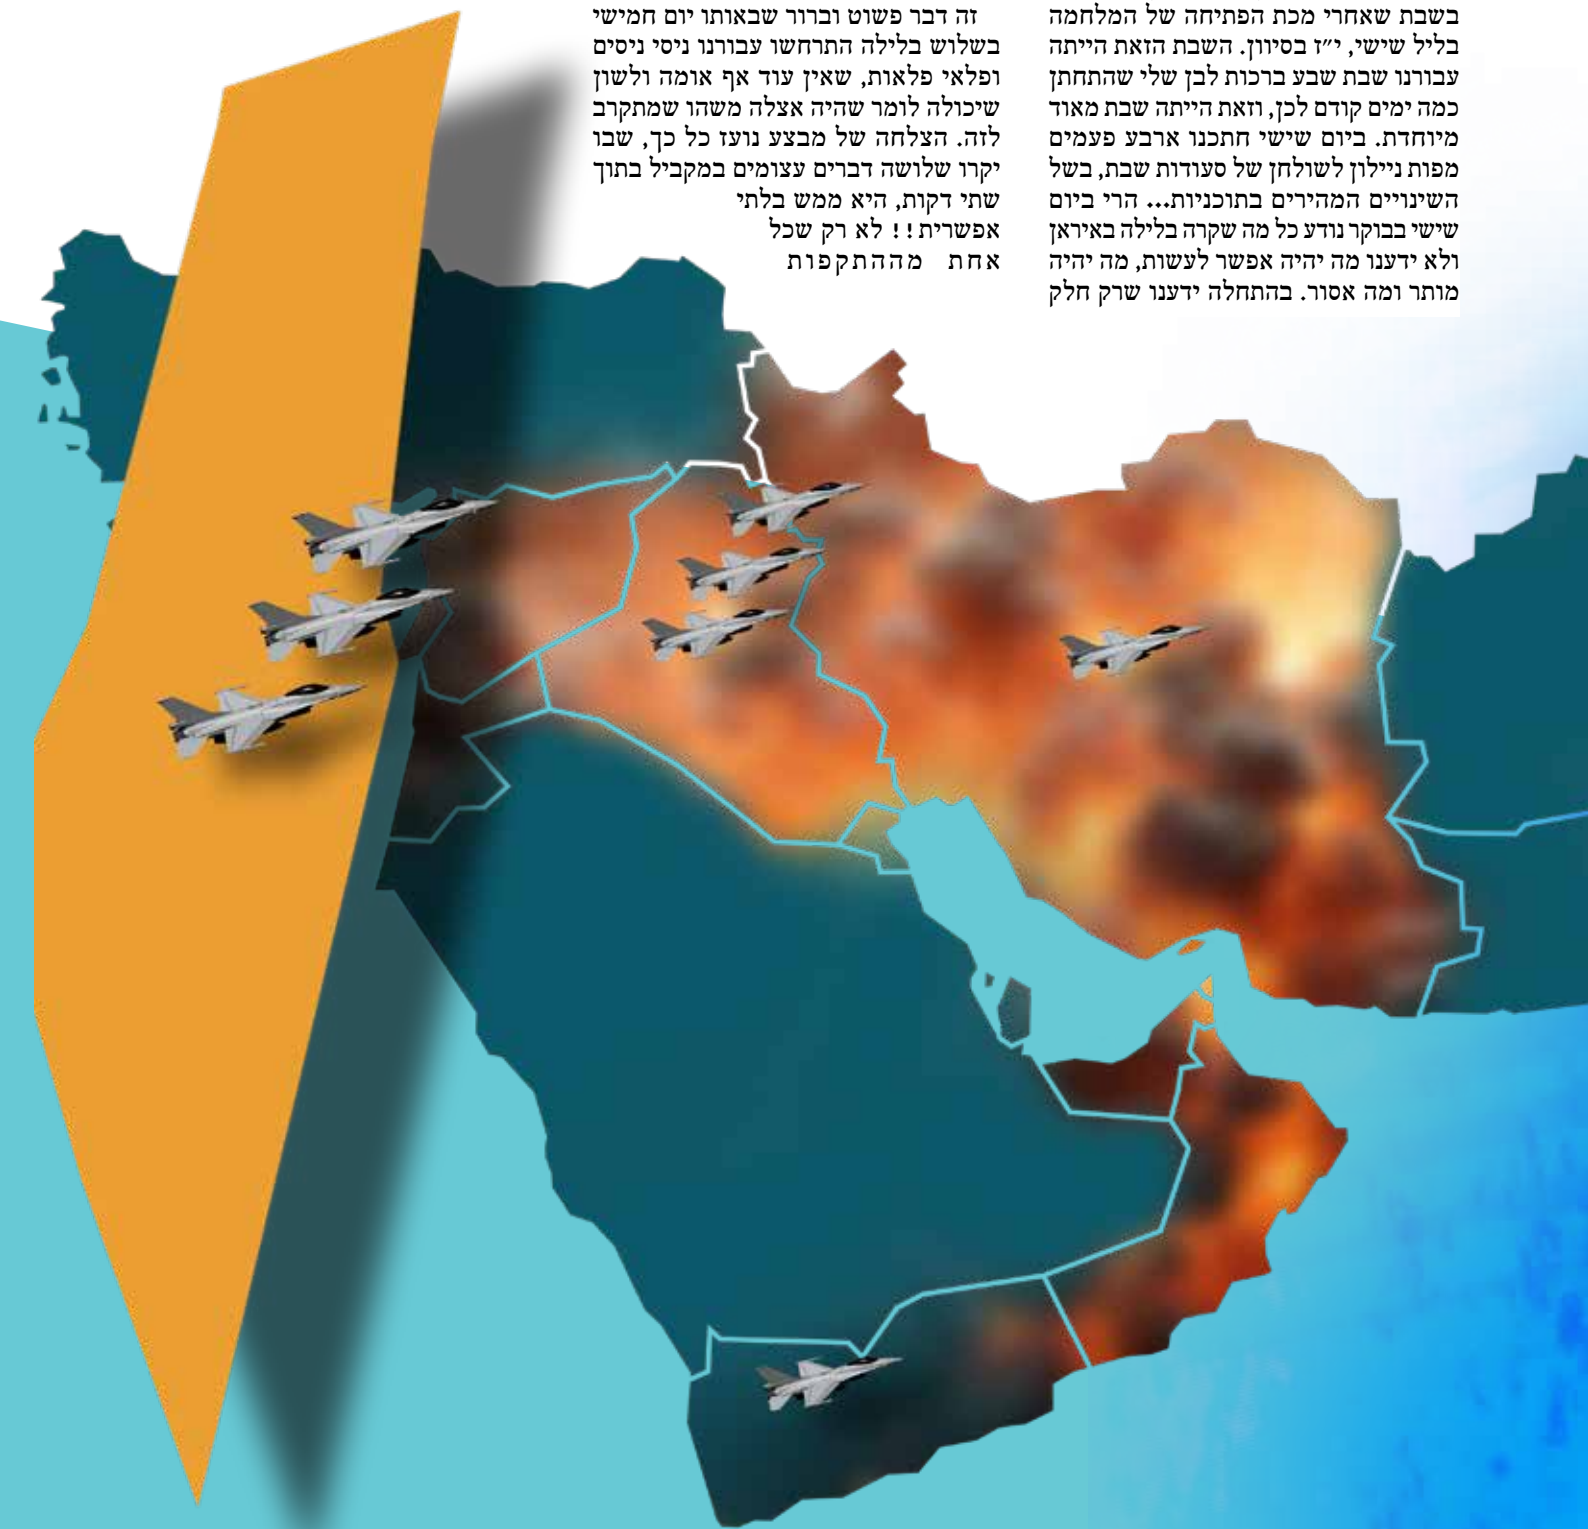 בשבת שאחרי מכת הפתיחה של המלחמה
בליל שישי, י״ז בסיוון. השבת הזאת הייתה
עבורנו שבת שבע ברכות לבן שלי שהתחתן
כמה ימים קודם לכן, וזאת הייתה שבת מאוד
מיוחדת. ביום שישי חתכנו ארבע פעמים
מפות ניילון לשולחן של סעודות שבת, בשל
השינויים המהירים בתוכניות... הרי ביום
שישי בבוקר נודע כל מה שקרה בלילה באיראן
ולא ידענו מה יהיה אפשר לעשות, מה יהיה
מותר ומה אסור. בהתחלה ידענו שרק חלק
זה דבר פשוט וברור שבאותו יום חמישי
בשלוש בלילה התרחשו עבורנו ניסי ניסים
ופלאי פלאות, שאין עוד אף אומה ולשון
שיכולה לומר שהיה אצלה משהו שמתקרב
לזה. הצלחה של מבצע נועז כל כך, שבו
יקרו שלושה דברים עצומים במקביל בתוך
שתי דקות, היא ממש בלתי
אפשרית!! לא רק שכל
אחת מההתקפות